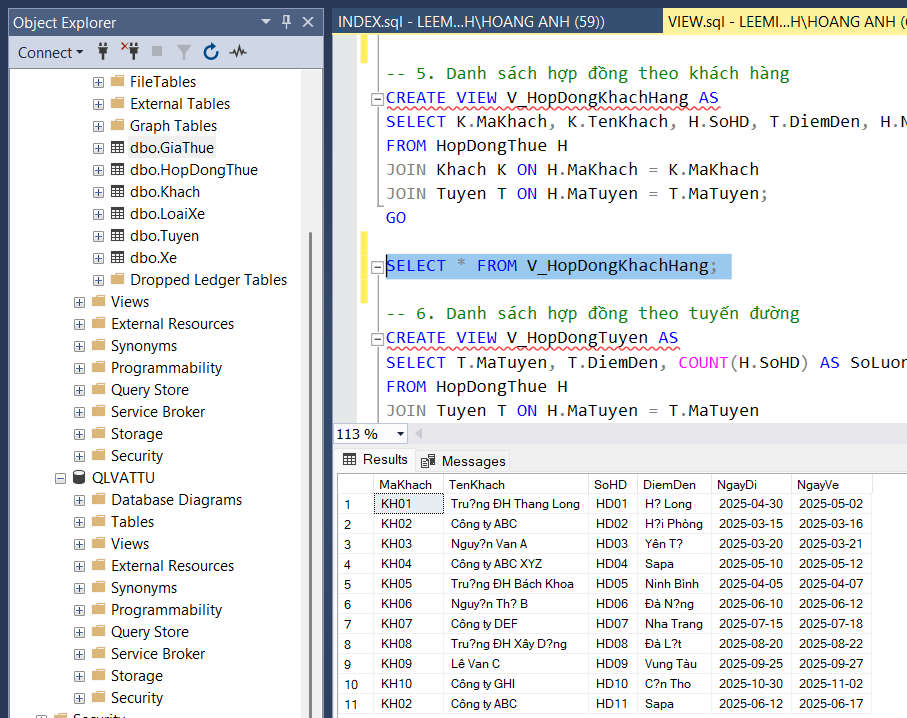 Object Explorer
Connect
FileTables
External Tables
Graph Tables
dbo.GiaThue
dbo.HopDongThue
dbo.Khach
dbo.LoaiXe
dbo.Tuyen
dbo.Xe
Dropped Ledger Tables
Views
External Resources
Synonyms
Programmability
Query Store
Service Broker
Storage
Security
QLVATTU
Database Diagrams
Tables
Views
External Resources
Synonyms
Programmability
Query Store
Service Broker
Storage
Security
Security
INDEX.sql - LEEM...H\HOANG ANH (59))
VIEW.sql - LEEMI...H\HOANG ANH (
-- 5. Danh sách hợp đồng theo khách hàng
CREATE VIEW V_HopDongKhachHang AS
SELECT K.MaKhach, K.TenKhach, H.SoHD, T.DiemDen, H.N
FROM HopDongThue H
JOIN Khach K ON H.MaKhach = K.MaKhach
JOIN Tuyen T ON H.MaTuyen = T.MaTuyen;
GO
SELECT * FROM V_HopDongKhachHang;
-- 6. Danh sách hợp đồng theo tuyến đường
CREATE VIEW V_HopDongTuyen AS
SELECT T.MaTuyen, T.DiemDen, COUNT(H.SoHD) AS SoLuon
FROM HopDongThue H
JOIN Tuyen T ON H.MaTuyen = T.MaTuyen
113 %
Results Messages
MaKhach TenKhach SoHD DiemDen NgayDi NgayVe
1 KH01 Tru?ng ĐH Thang Long HD01 H? Long 2025-04-30 2025-05-02
2 KH02 Công ty ABC HD02 H?i Phòng 2025-03-15 2025-03-16
3 KH03 Nguy?n Van A HD03 Yên T? 2025-03-20 2025-03-21
4 KH04 Công ty ABC XYZ HD04 Sapa 2025-05-10 2025-05-12
5 KH05 Tru?ng ĐH Bách Khoa HD05 Ninh Bình 2025-04-05 2025-04-07
6 KH06 Nguy?n Th? B HD06 Đà N?ng 2025-06-10 2025-06-12
7 KH07 Công ty DEF HD07 Nha Trang 2025-07-15 2025-07-18
8 KH08 Tru?ng ĐH Xây D?ng HD08 Đà L?t 2025-08-20 2025-08-22
9 KH09 Lê Van C HD09 Vung Tàu 2025-09-25 2025-09-27
10 KH10 Công ty GHI HD10 C?n Tho 2025-10-30 2025-11-02
11 KH02 Công ty ABC HD11 Sapa 2025-06-12 2025-06-17